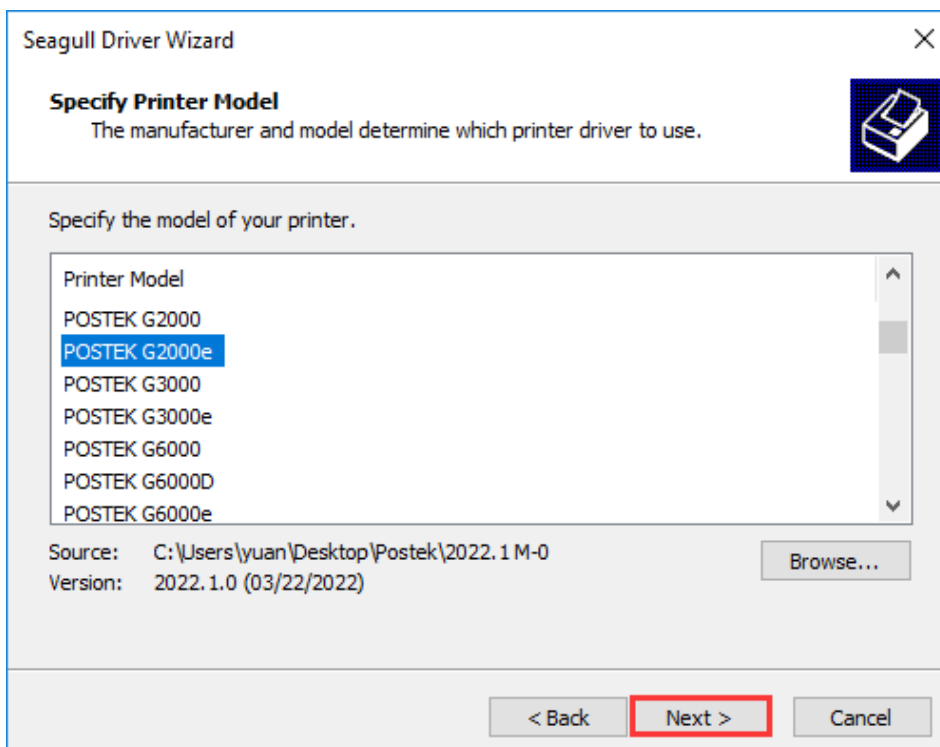 Seagull Driver Wizard
Specify Printer Model
The manufacturer and model determine which printer driver to use.
Specify the model of your printer.
Printer Model
POSTEK G2000
POSTEK G2000e
POSTEK G3000
POSTEK G3000e
POSTEK G6000
POSTEK G6000D
POSTEK G6000e
Source: C:\Users\yuan\Desktop\Postek\2022.1 M-0
Browse...
Version: 2022.1.0 (03/22/2022)
< Back Next > Cancel